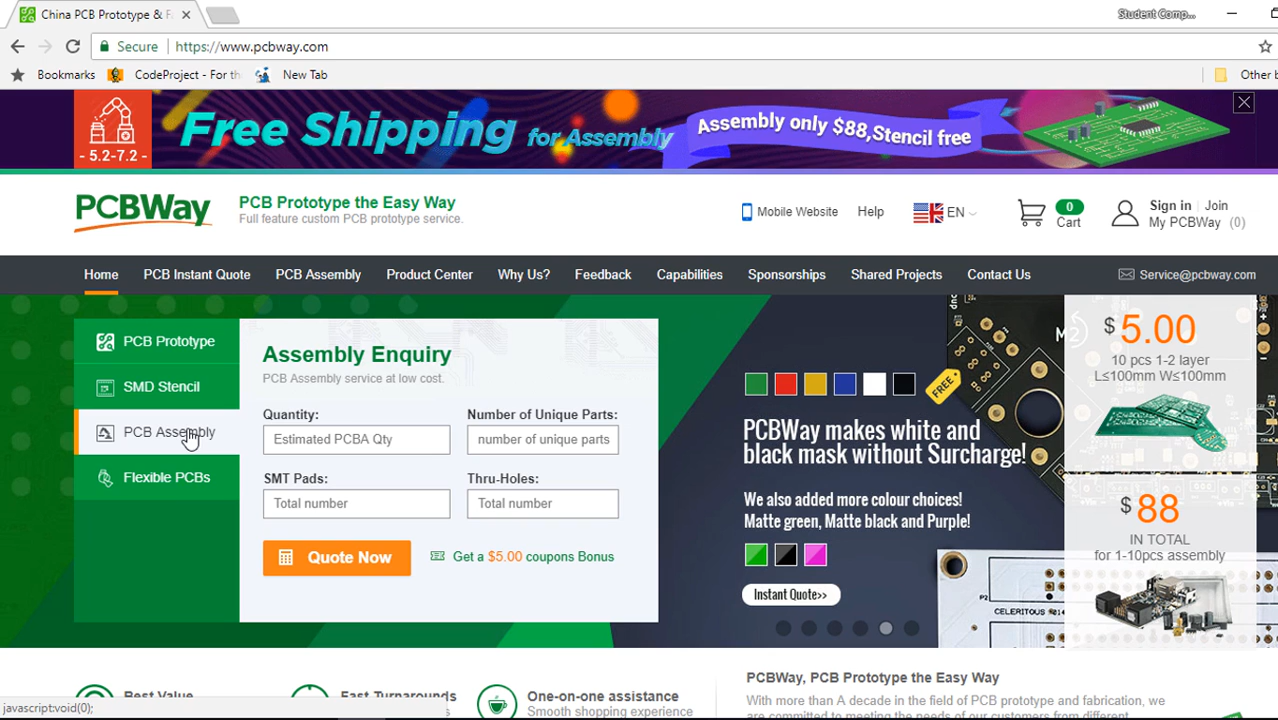 China PCB Prototype & F
Student Comp...
Secure
https://www.pcbway.com
Bookmarks
CodeProject - For th
New Tab
Other b
- 5.2-7.2 -
Free Shipping for Assembly
Assembly only $88,Stencil free
PCBWay
PCB Prototype the Easy Way
Full feature custom PCB prototype service.
Mobile Website
Help
EN
0
Cart
Sign in | Join
My PCBWay (0)
Home
PCB Instant Quote
PCB Assembly
Product Center
Why Us?
Feedback
Capabilities
Sponsorships
Shared Projects
Contact Us
Service@pcbway.com
PCB Prototype
SMD Stencil
PCB Assembly
Flexible PCBs
Assembly Enquiry
PCB Assembly service at low cost.
Quantity:
Number of Unique Parts:
Estimated PCBA Qty
number of unique parts
SMT Pads:
Thru-Holes:
Total number
Total number
Quote Now
Get a $5.00 coupons Bonus
FREE
PCBWay makes white and
black mask without Surcharge!
We also added more colour choices!
Matte green, Matte black and Purple!
Instant Quote>>
M2
P2
CELERITOUS
$ 5.00
10 pcs 1-2 layer
L≤100mm W≤100mm
$ 88
IN TOTAL
for 1-10pcs assembly
Best Value
Fast Turnarounds
One-on-one assistance
Smooth shopping experience
PCBWay, PCB Prototype the Easy Way
With more than A decade in the field of PCB prototype and fabrication, we
are committed to meeting the needs of our customers from different
javascript:void(0);